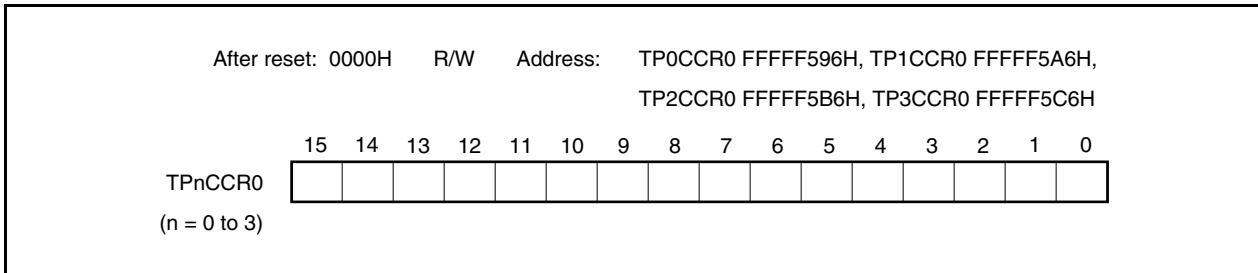 After reset: 0000H R/W Address: TP0CCR0 FFFFF596H, TP1CCR0 FFFFF5A6H,
TP2CCR0 FFFFF5B6H, TP3CCR0 FFFFF5C6H
15 14 13 12 11 10 9 8 7 6 5 4 3 2 1 0
TPnCCR0
(n = 0 to 3)